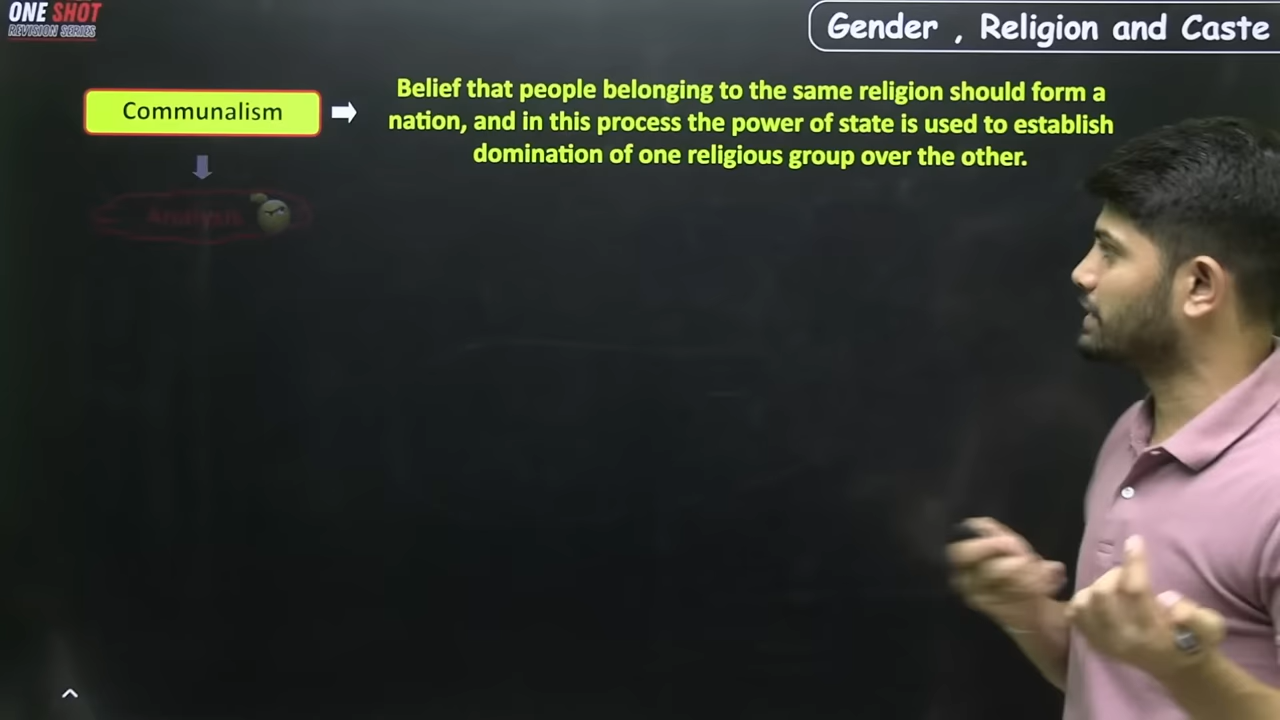 ONE SHOT
REVISION SERIES
Gender , Religion and Caste
Communalism
Belief that people belonging to the same religion should form a
nation, and in this process the power of state is used to establish
domination of one religious group over the other.
Analysis